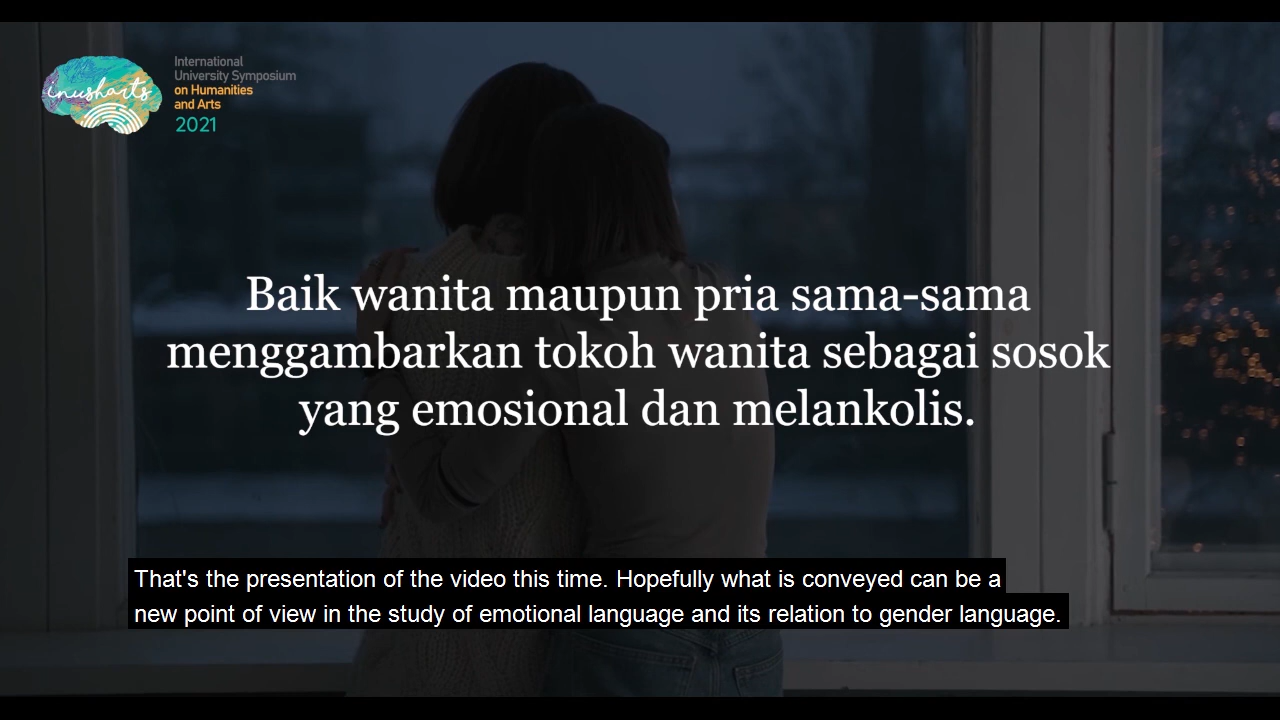 inusharts
International
University Symposium
on Humanities
and Arts
2021
Baik wanita maupun pria sama-sama
menggambarkan tokoh wanita sebagai sosok
yang emosional dan melankolis.
That's the presentation of the video this time. Hopefully what is conveyed can be a
new point of view in the study of emotional language and its relation to gender language.